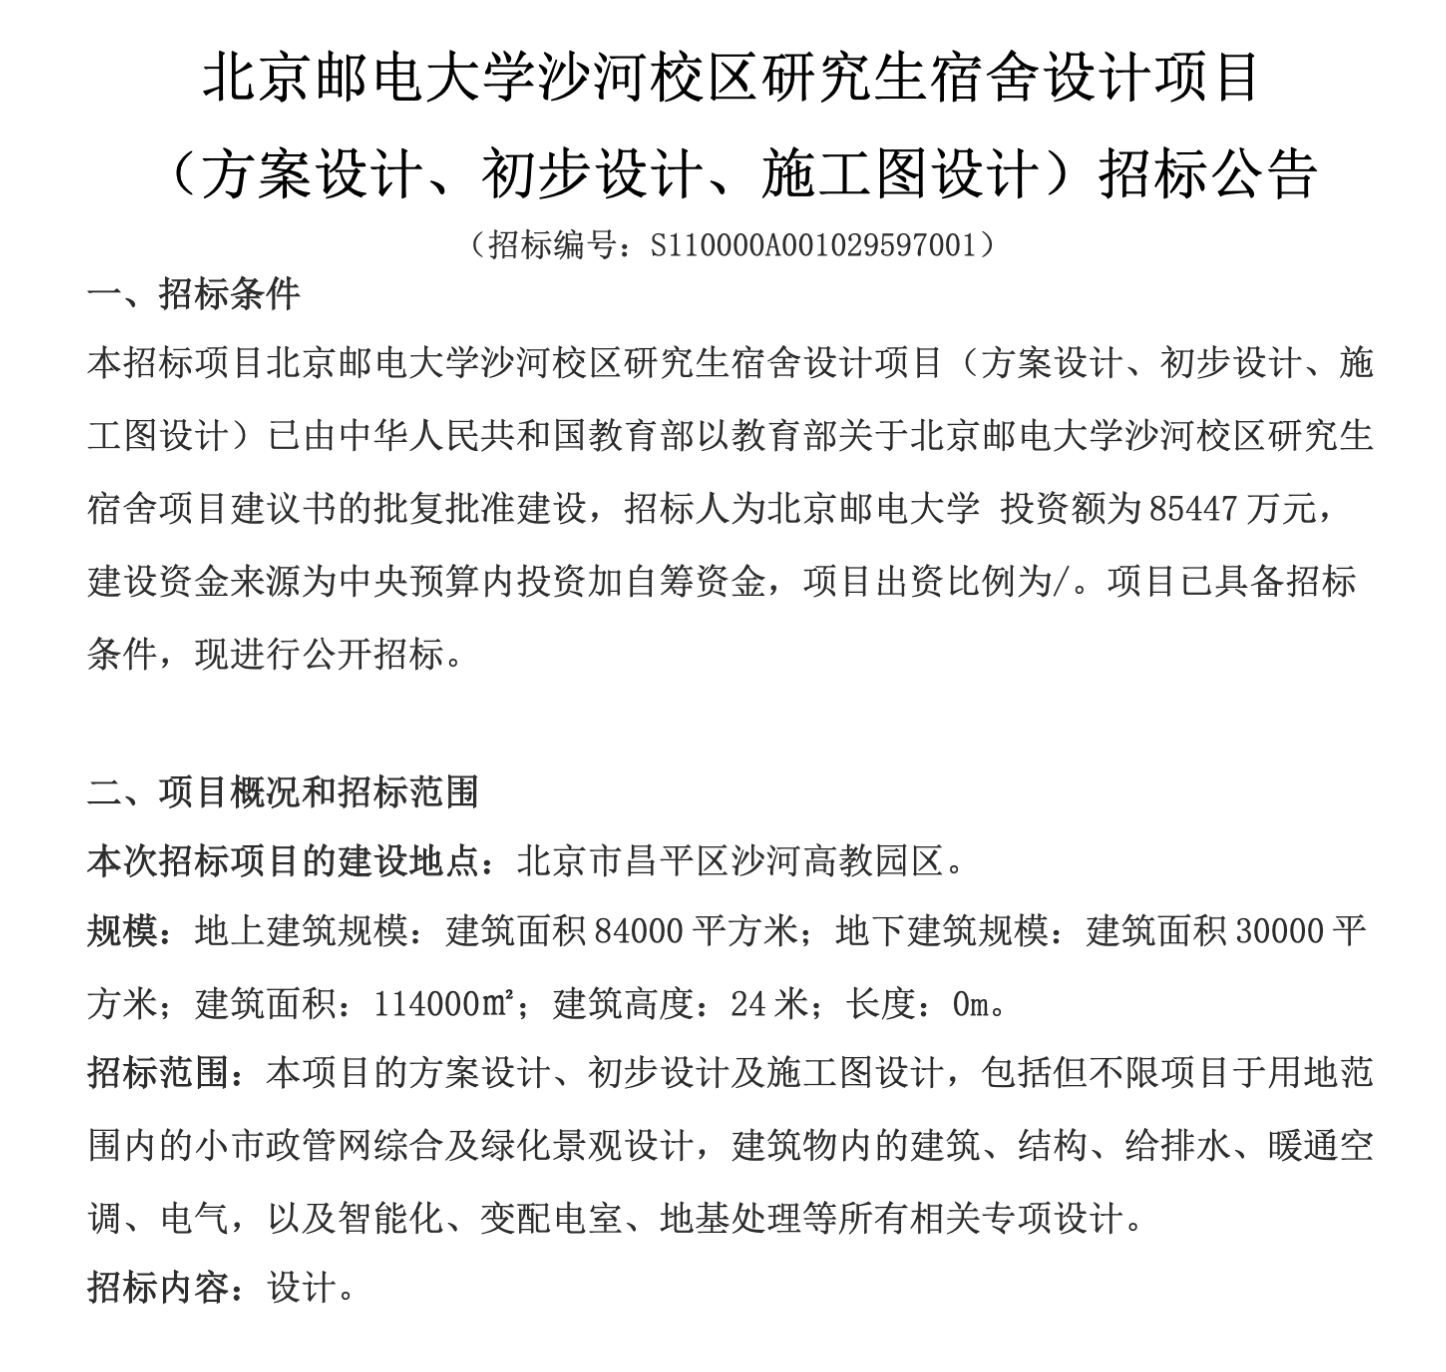 北京邮电大学沙河校区研究生宿舍设计项目
（方案设计、初步设计、施工图设计）招标公告
（招标编号：S110000A001029597001）
一、招标条件
本招标项目北京邮电大学沙河校区研究生宿舍设计项目（方案设计、初步设计、施
工图设计）已由中华人民共和国教育部以教育部关于北京邮电大学沙河校区研究生
宿舍项目建议书的批复批准建设，招标人为北京邮电大学 投资额为 85447 万元，
建设资金来源为中央预算内投资加自筹资金，项目出资比例为/。项目已具备招标
条件，现进行公开招标。
二、项目概况和招标范围
本次招标项目的建设地点：北京市昌平区沙河高教园区。
规模：地上建筑规模：建筑面积 84000 平方米；地下建筑规模：建筑面积 30000 平
方米；建筑面积：114000㎡；建筑高度：24 米；长度：0m。
招标范围：本项目的方案设计、初步设计及施工图设计，包括但不限项目于用地范
围内的小市政管网综合及绿化景观设计，建筑物内的建筑、结构、给排水、暖通空
调、电气，以及智能化、变配电室、地基处理等所有相关专项设计。
招标内容：设计。